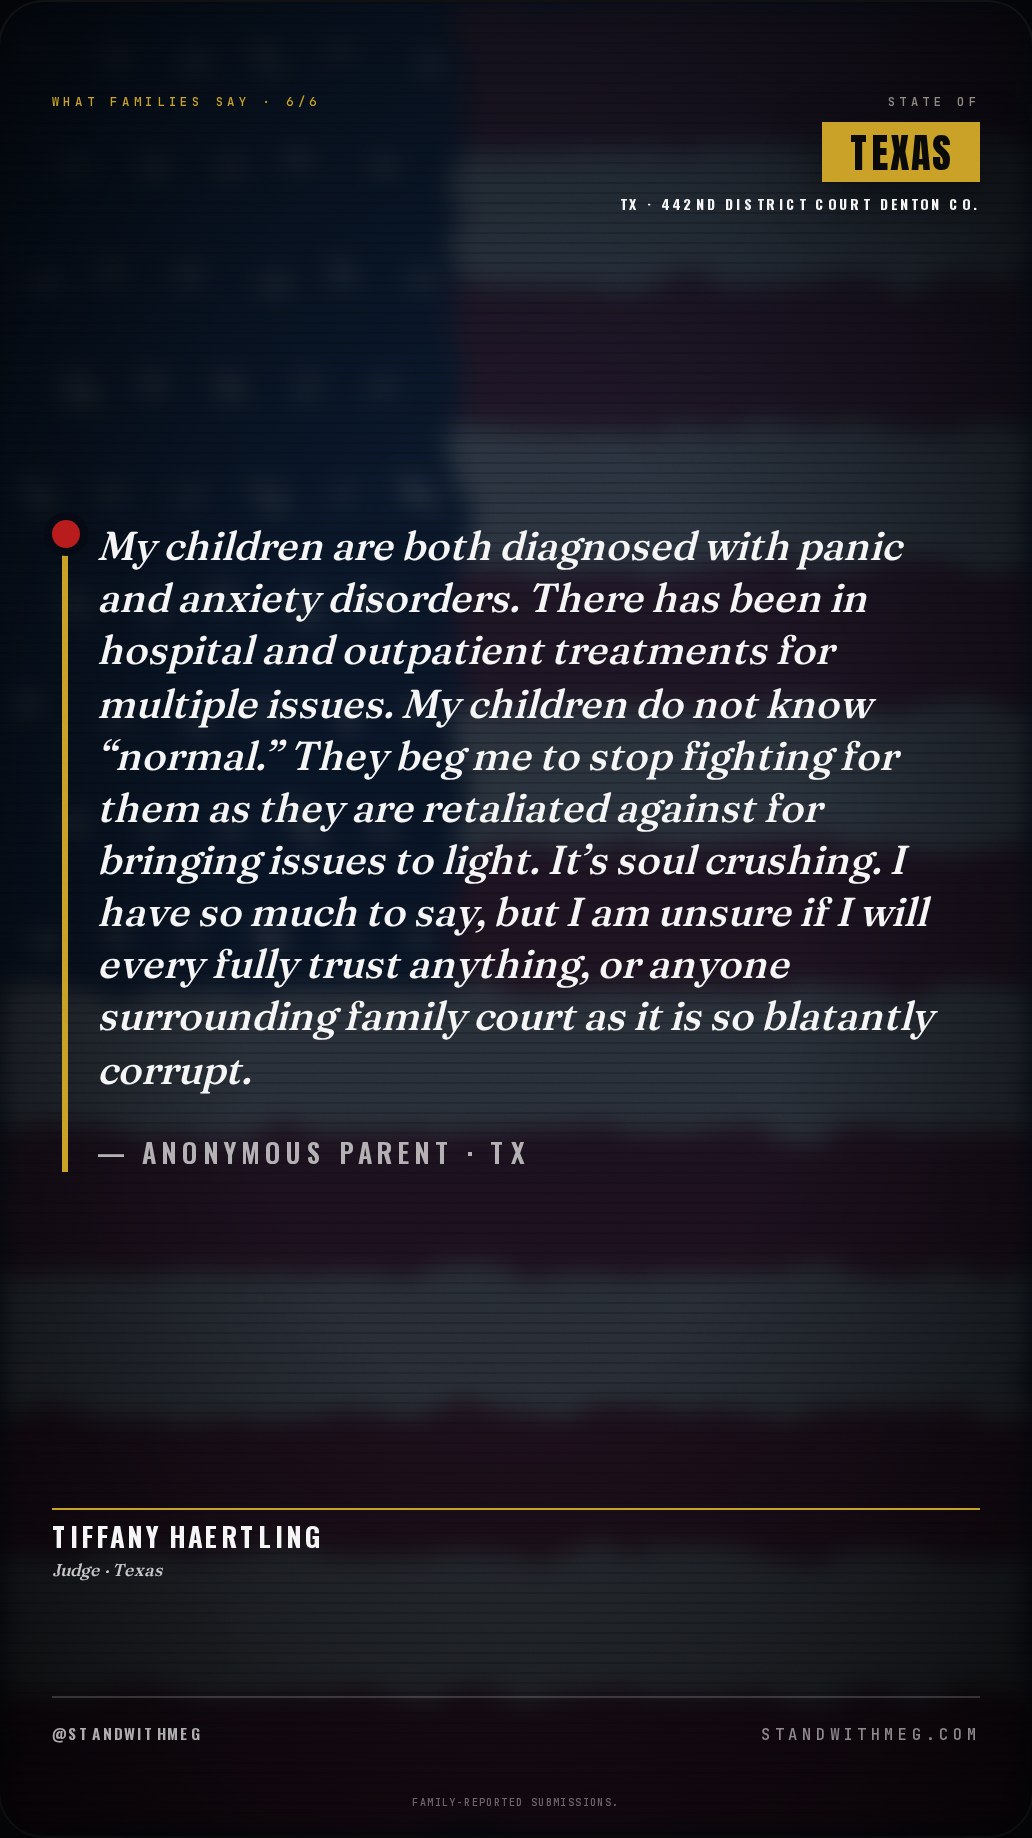 WHAT FAMILIES SAY · 6/6
STATE OF
TEXAS
TX · 442ND DISTRICT COURT DENTON CO.
My children are both diagnosed with panic
and anxiety disorders. There has been in
hospital and outpatient treatments for
multiple issues. My children do not know
“normal.” They beg me to stop fighting for
them as they are retaliated against for
bringing issues to light. It’s soul crushing. I
have so much to say, but I am unsure if I will
every fully trust anything, or anyone
surrounding family court as it is so blatantly
corrupt.
— ANONYMOUS PARENT · TX
TIFFANY HAERTLING
Judge · Texas
@STANDWITHMEG
STANDWITHMEG.COM
FAMILY-REPORTED SUBMISSIONS.